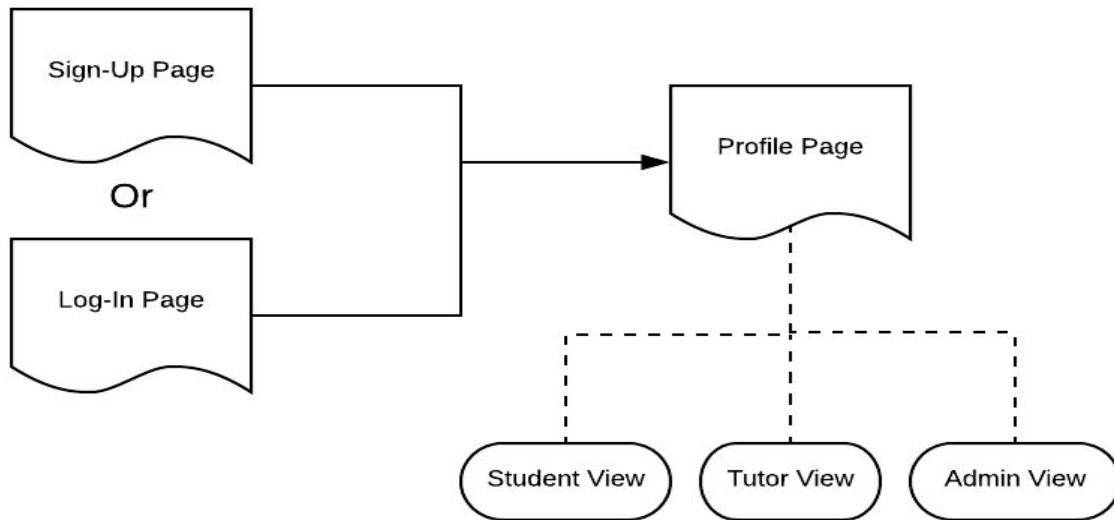 Sign-Up Page
Or
Log-In Page
Profile Page
Student View
Tutor View
Admin View